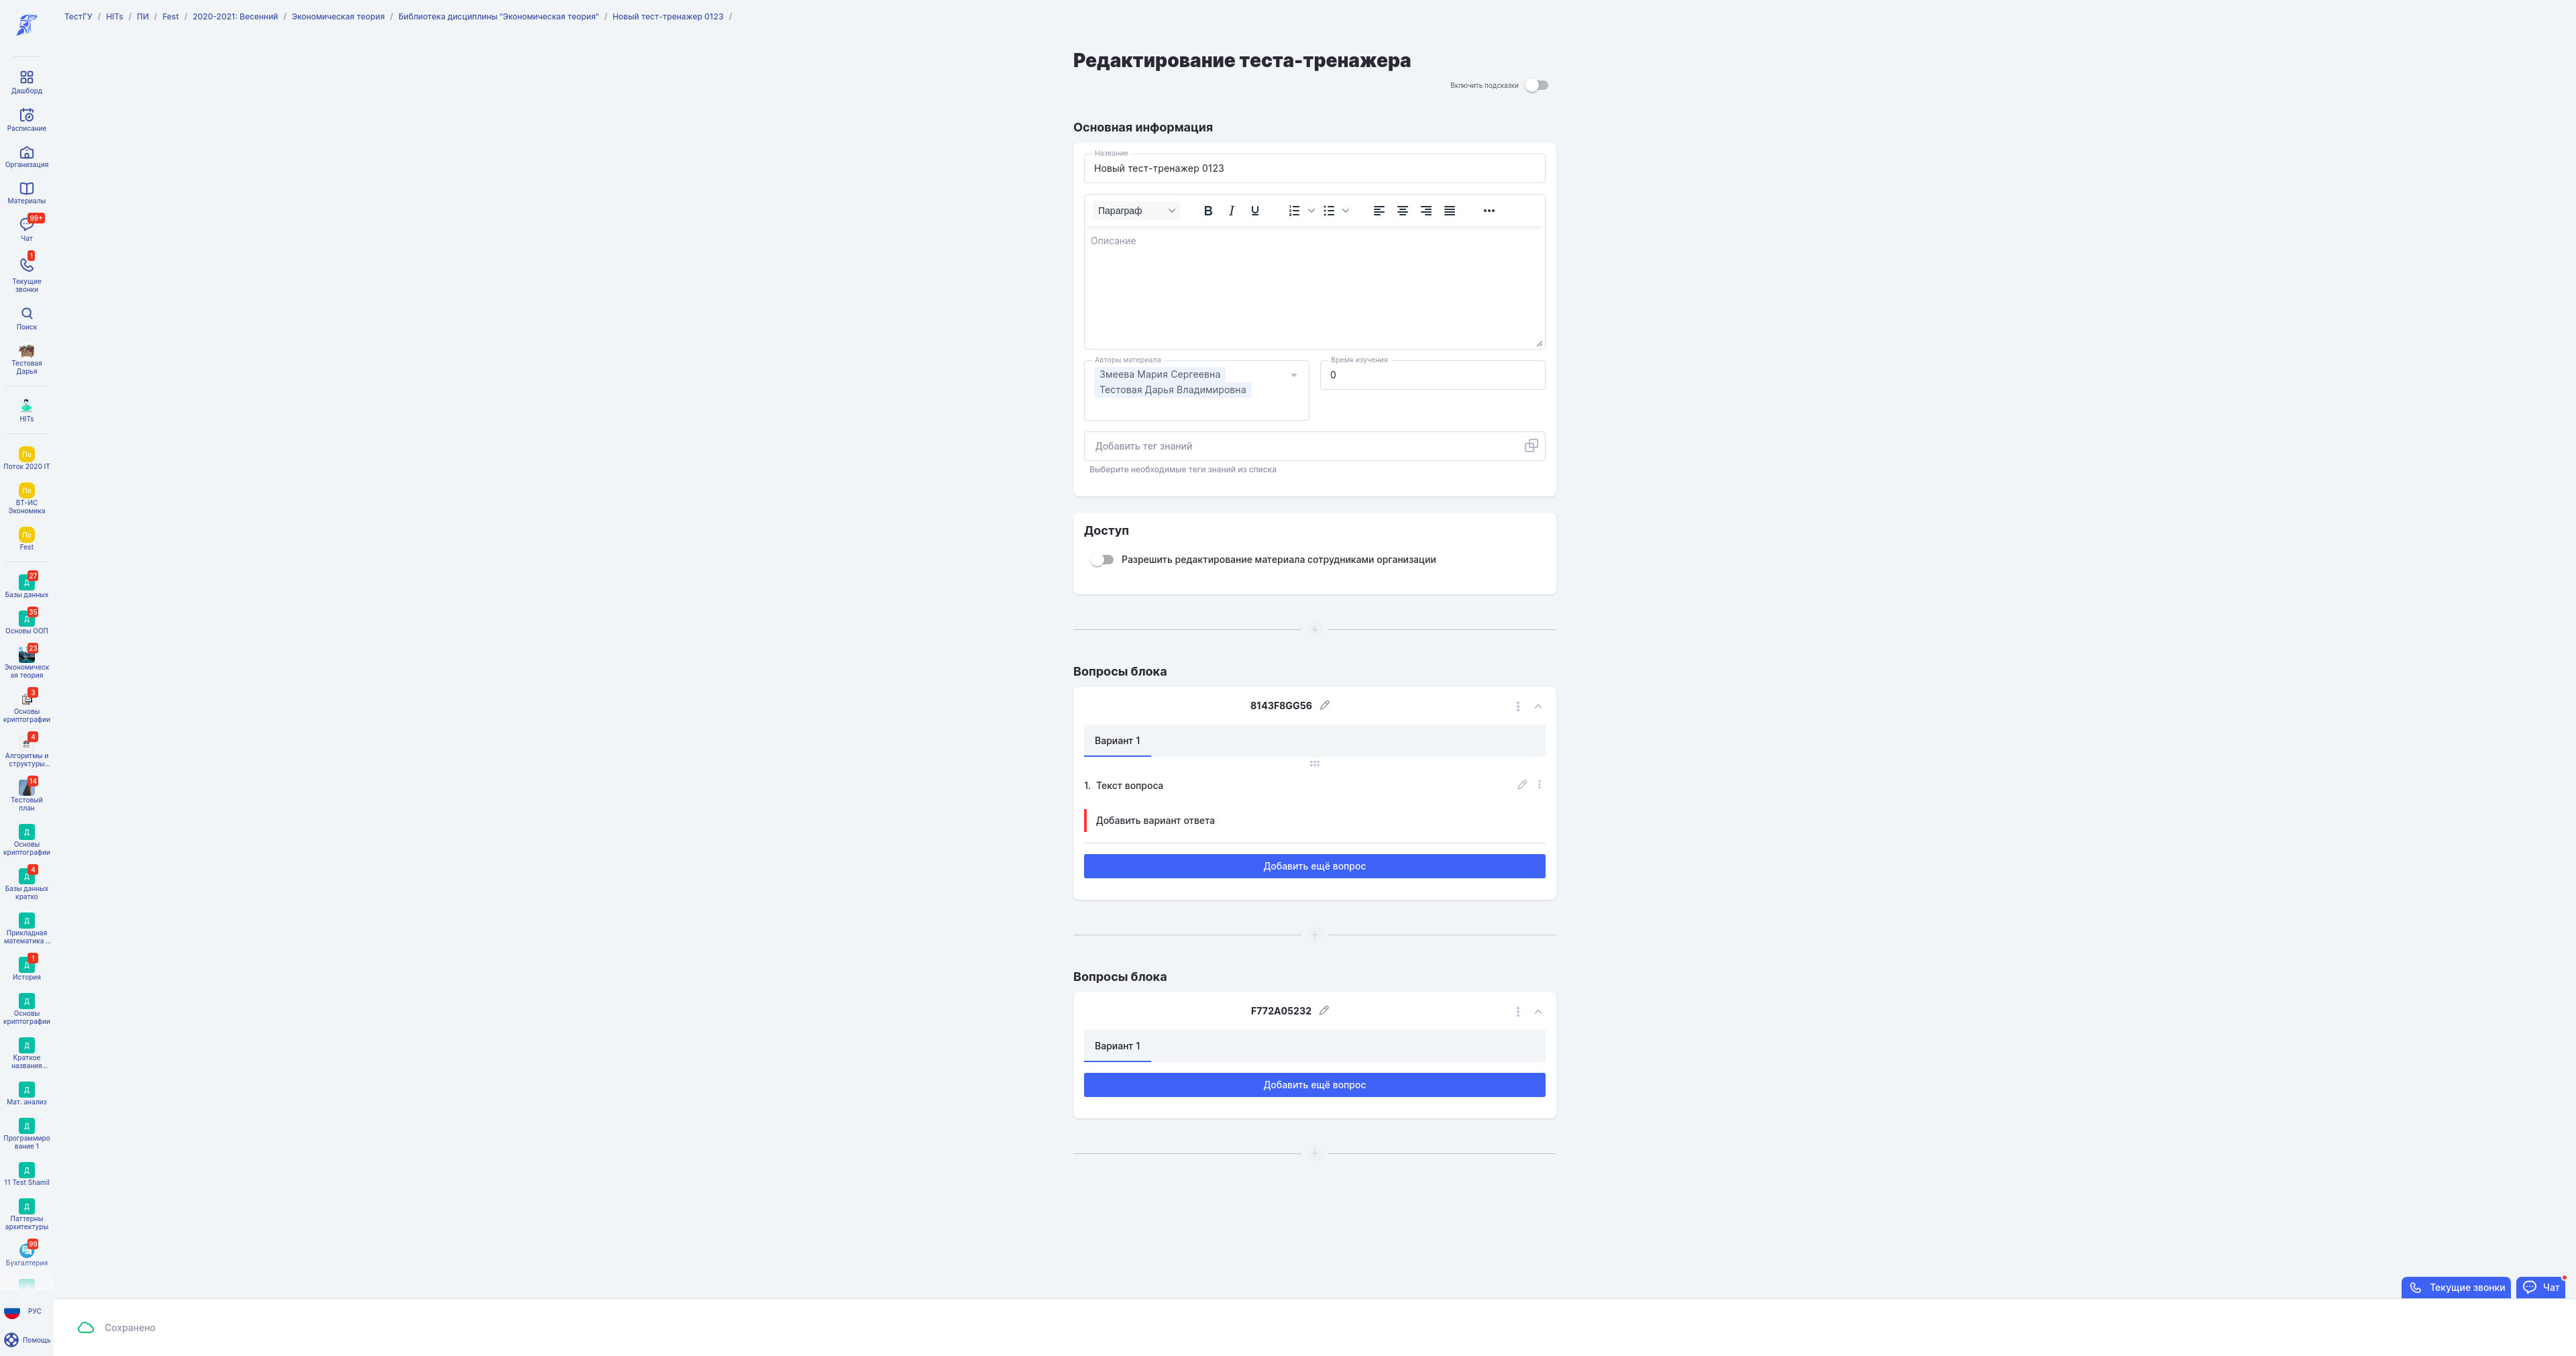 ТестГУ / HITs / ПИ / Fest / 2020-2021: Весенний / Экономическая теория / Библиотека дисциплины "Экономическая теория" / Новый тест-тренажер 0123 /
Дашборд
Расписание
Организация
Материалы
99+
Чат
1
Текущие
звонки
Поиск
Тестовая
Дарья
HITs
По
Поток 2020 IT
По
ВТ-ИС
Экономика
По
Fest
27
Д
Базы данных
35
Д
Основы ООП
23
Экономическ
ая теория
3
Основы
криптографии
4
Алгоритмы и
структуры...
14
Тестовый
план
Д
Основы
криптографии
4
Д
Базы данных
кратко
Д
Прикладная
математика ...
1
Д
История
Д
Основы
криптографии
Д
Краткое
названия...
Д
Мат. анализ
Д
Программиро
вание 1
Д
11 Test Shamil
Д
Паттерны
архитектуры
99
Бухгалтерия
РУС
Помощь
Редактирование теста-тренажера
Включить подсказки
Основная информация
Название
Новый тест-тренажер 0123
Параграф
Описание
Авторы материала
Змеева Мария Сергеевна
Тестовая Дарья Владимировна
Время изучения
0
Добавить тег знаний
Выберите необходимые теги знаний из списка
Доступ
Разрешить редактирование материала сотрудниками организации
Вопросы блока
8143F8GG56
Вариант 1
1. Текст вопроса
Добавить вариант ответа
Добавить ещё вопрос
Вопросы блока
F772A05232
Вариант 1
Добавить ещё вопрос
Текущие звонки
Чат
Сохранено